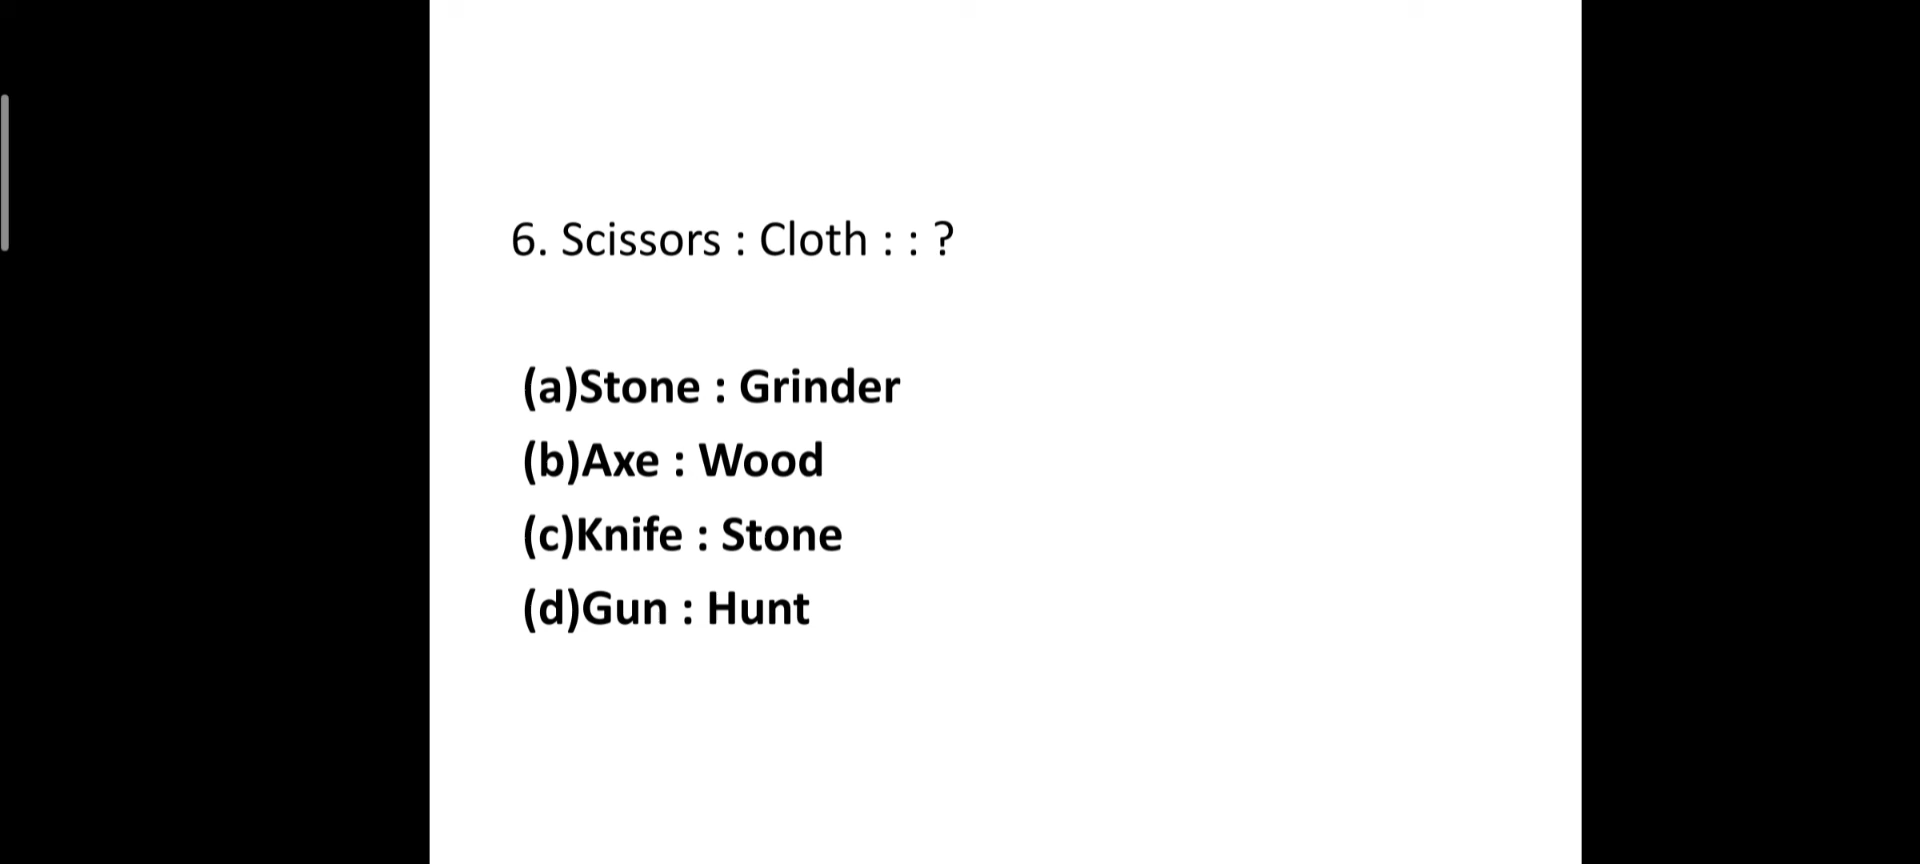 6. Scissors : Cloth : : ?
(a)Stone : Grinder
(b)Axe : Wood
(c)Knife : Stone
(d)Gun : Hunt